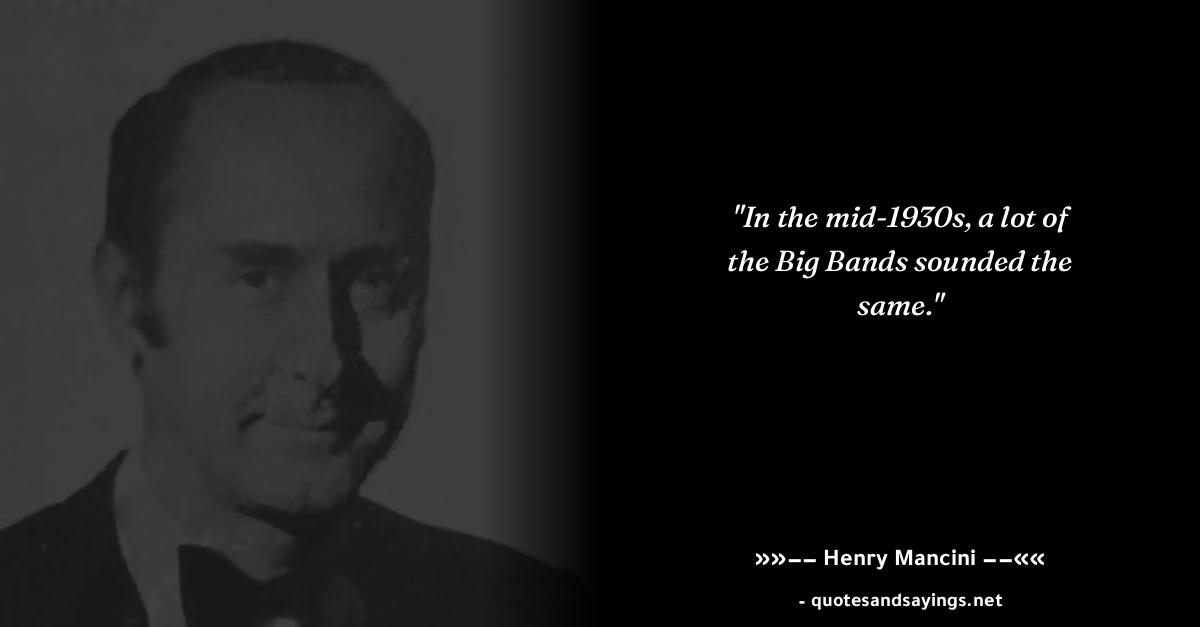 "In the mid-1930s, a lot of
the Big Bands sounded the
same."
»»−− Henry Mancini −−««
- quotesandsayings.net